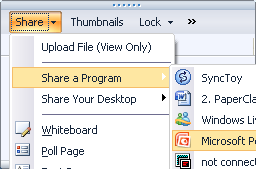 Share Thumbnails Lock
Upload File (View Only)
Share a Program
Share Your Desktop
Whiteboard
Poll Page
SyncToy
2. PaperCla
Windows Liv
Microsoft Po
not connect